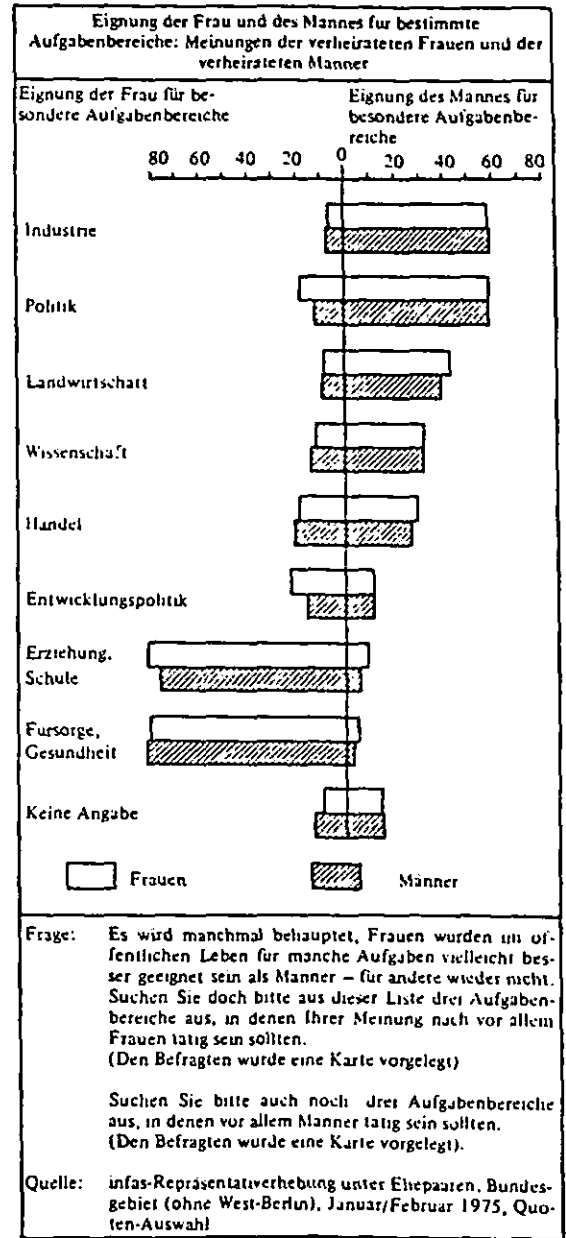 Eignung der Frau und des Mannes fur bestimmte
Aufgabenbereiche: Meinungen der verheirateten Frauen und der
verheirateten Manner
Eignung der Frau für be-
sondere Aufgabenbereiche
Eignung des Mannes für
besondere Aufgabenbe-
reiche
80 60 40 20 0 20 40 60 80
Industrie
Politik
Landwirtschaft
Wissenschaft
Handel
Entwicklungspolitik
Erziehung,
Schule
Fursorge,
Gesundheit
Keine Angabe
Frauen Männer
Frage: Es wird manchmal behauptet, Frauen wurden im öf-
fentlichen Leben für manche Aufgaben vielleicht bes-
ser geeignet sein als Manner – für andere wieder nicht.
Suchen Sie doch bitte aus dieser Liste drei Aufgaben-
bereiche aus, in denen Ihrer Meinung nach vor allem
Frauen tatig sein sollten.
(Den Befragten wurde eine Karte vorgelegt)
Suchen Sie bitte auch noch drei Aufgabenbereiche
aus, in denen vor allem Manner tatig sein sollten.
(Den Befragten wurde eine Karte vorgelegt).
Quelle: infas-Repräsentativerhebung unter Ehepaaren, Bundes-
gebiet (ohne West-Berlin), Januar/Februar 1975, Quo-
ten-Auswahl